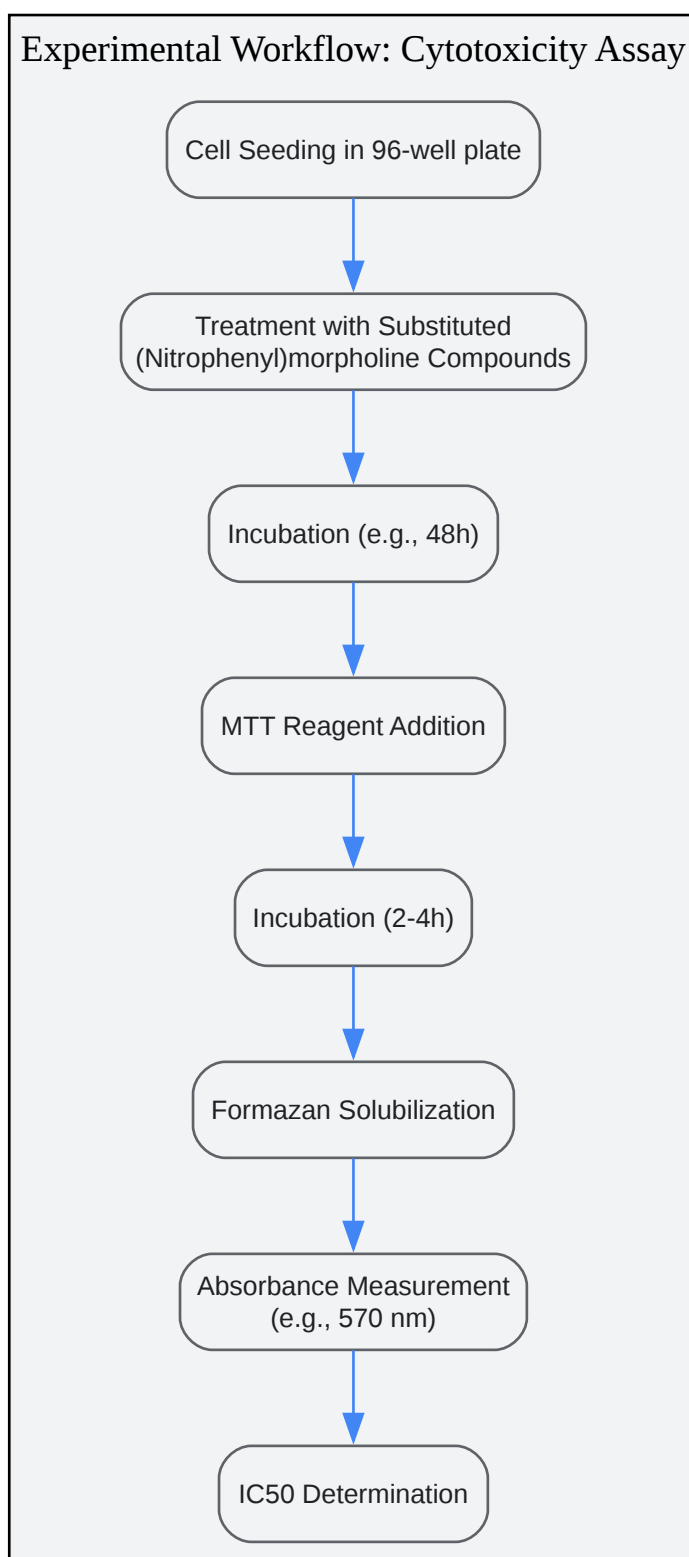 Experimental Workflow: Cytotoxicity Assay
Cell Seeding in 96-well plate
Treatment with Substituted
(Nitrophenyl)morpholine Compounds
Incubation (e.g., 48h)
MTT Reagent Addition
Incubation (2-4h)
Formazan Solubilization
Absorbance Measurement
(e.g., 570 nm)
IC50 Determination